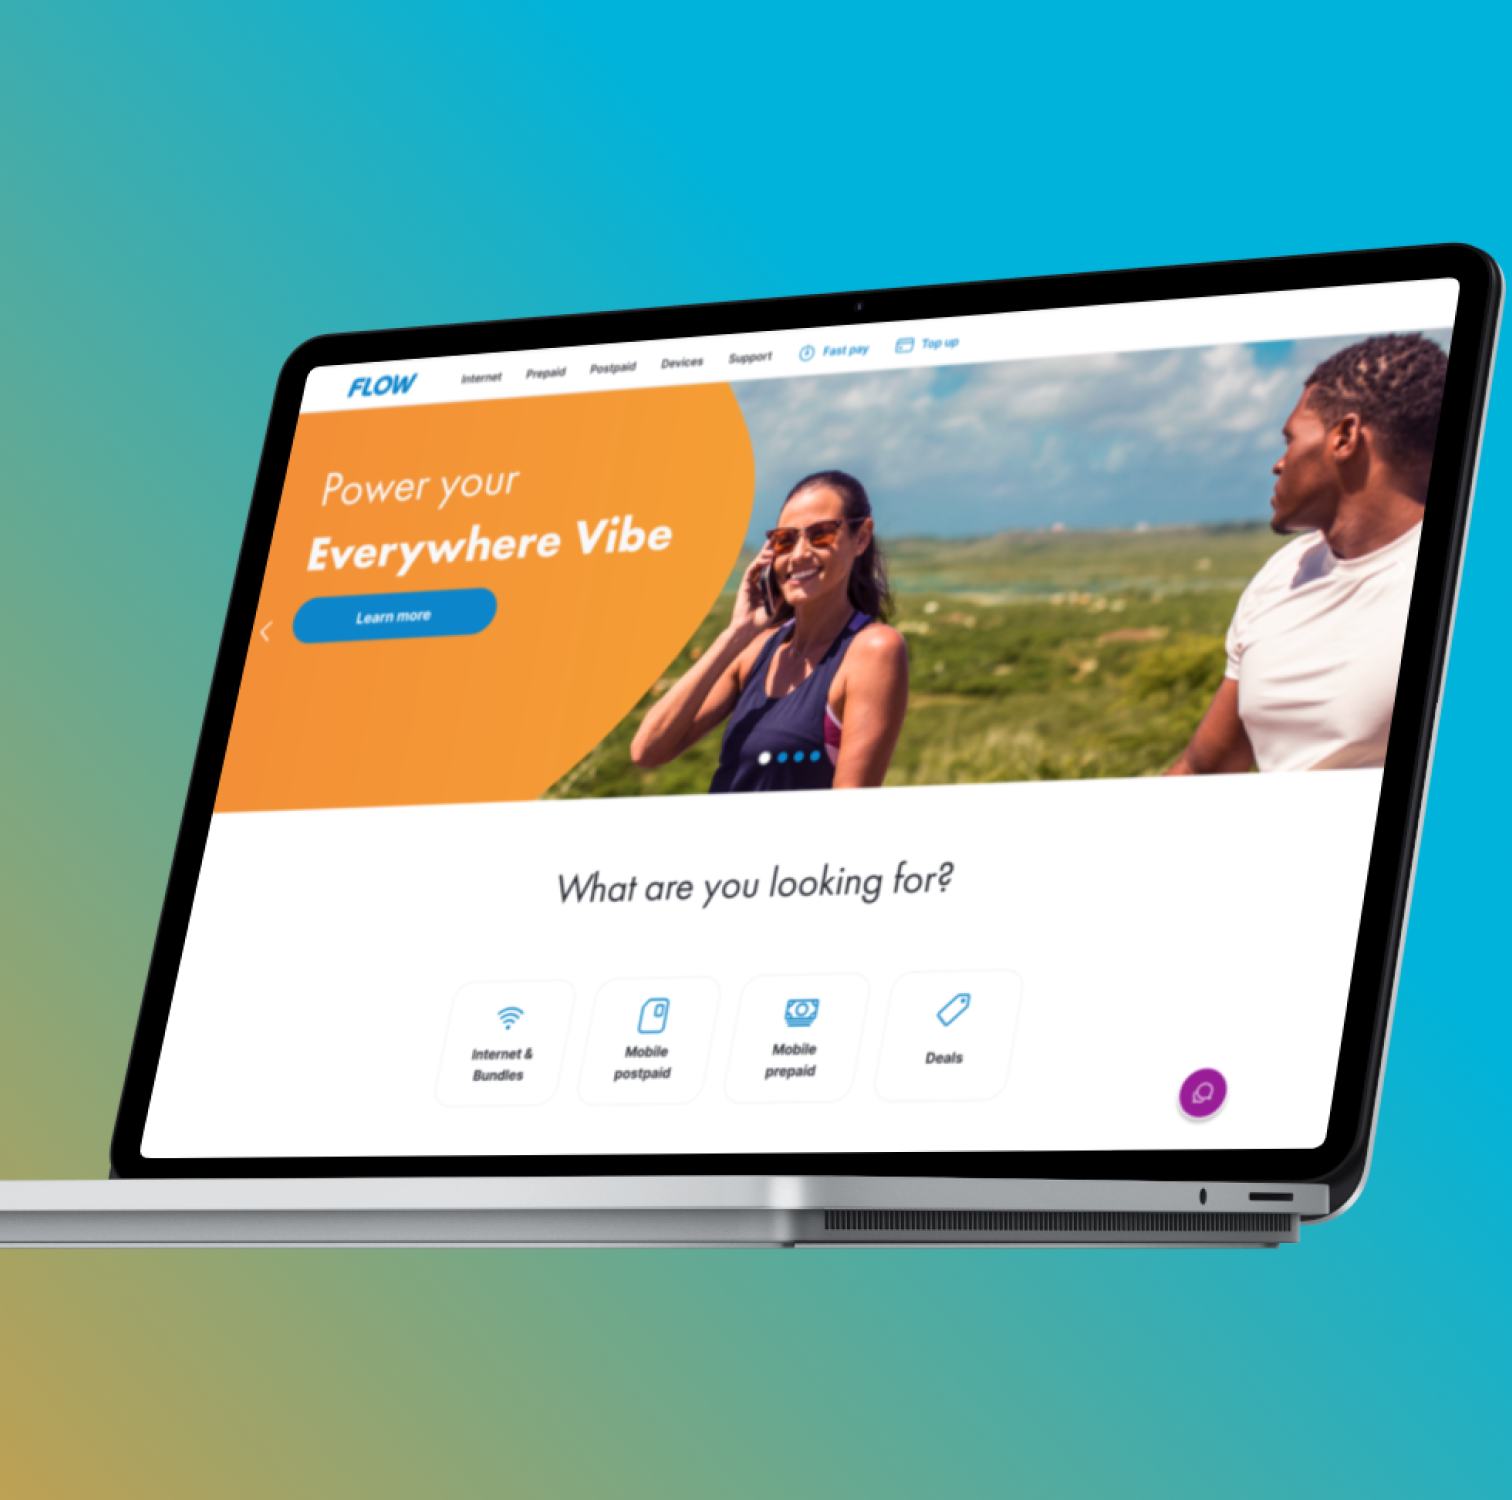 FLOW Internet Prepaid Postpaid Devices Support Fast pay Top up
Power your
Everywhere Vibe
Learn more
What are you looking for?
Internet &
Bundles
Mobile
postpaid
Mobile
prepaid
Deals